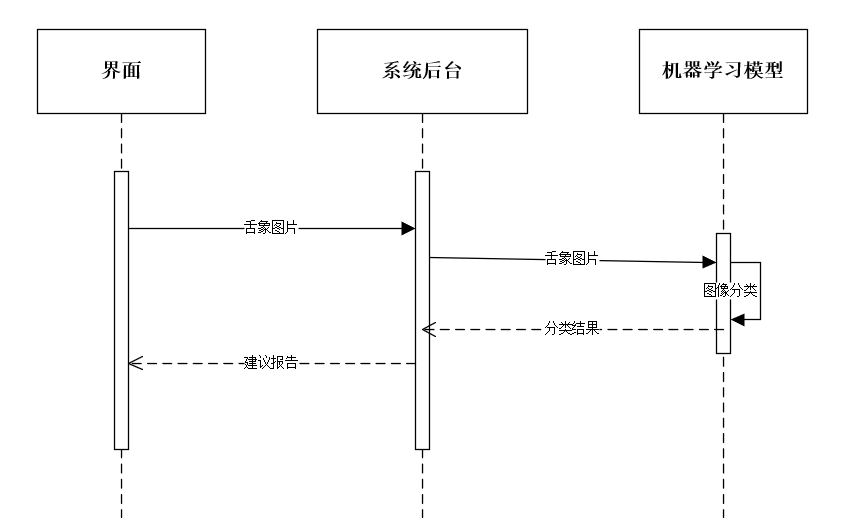 界面
系统后台
机器学习模型
舌象图片
舌象图片
图像分类
分类结果
建议报告